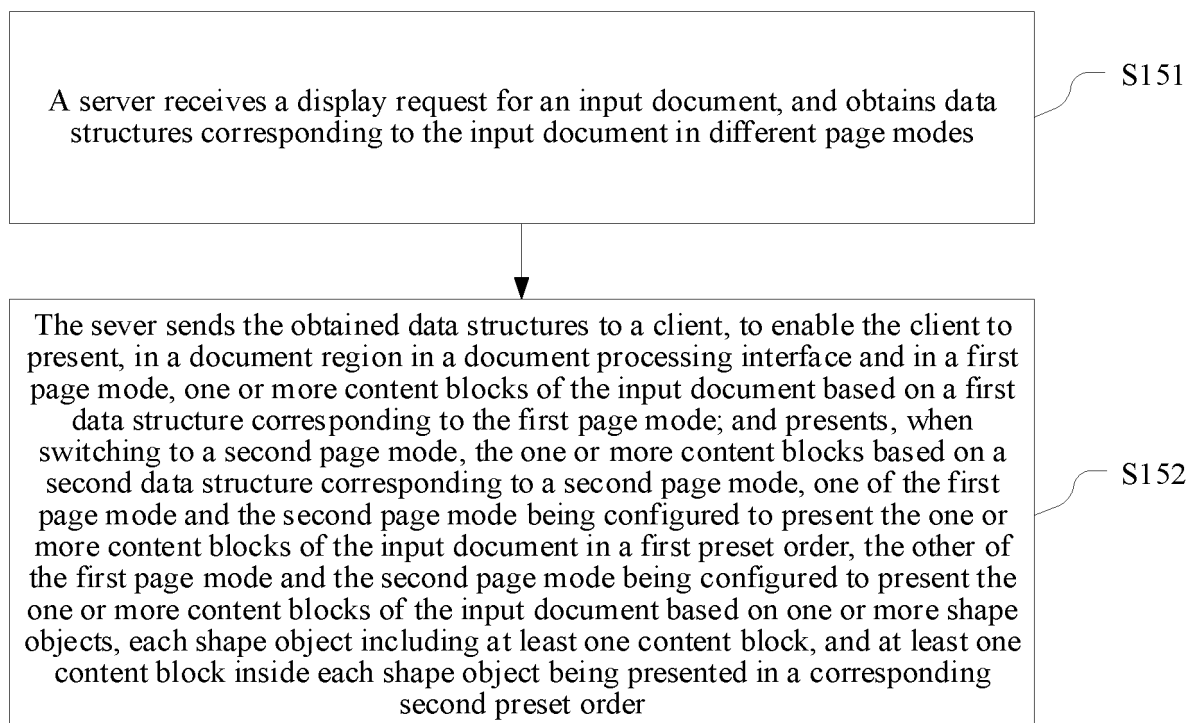 A server receives a display request for an input document, and obtains data
structures corresponding to the input document in different page modes
S151
The sever sends the obtained data structures to a client, to enable the client to
present, in a document region in a document processing interface and in a first
page mode, one or more content blocks of the input document based on a first
data structure corresponding to the first page mode; and presents, when
switching to a second page mode, the one or more content blocks based on a
second data structure corresponding to a second page mode, one of the first
page mode and the second page mode being configured to present the one or
more content blocks of the input document in a first preset order, the other of
the first page mode and the second page mode being configured to present the
one or more content blocks of the input document based on one or more shape
objects, each shape object including at least one content block, and at least one
content block inside each shape object being presented in a corresponding
second preset order
S152